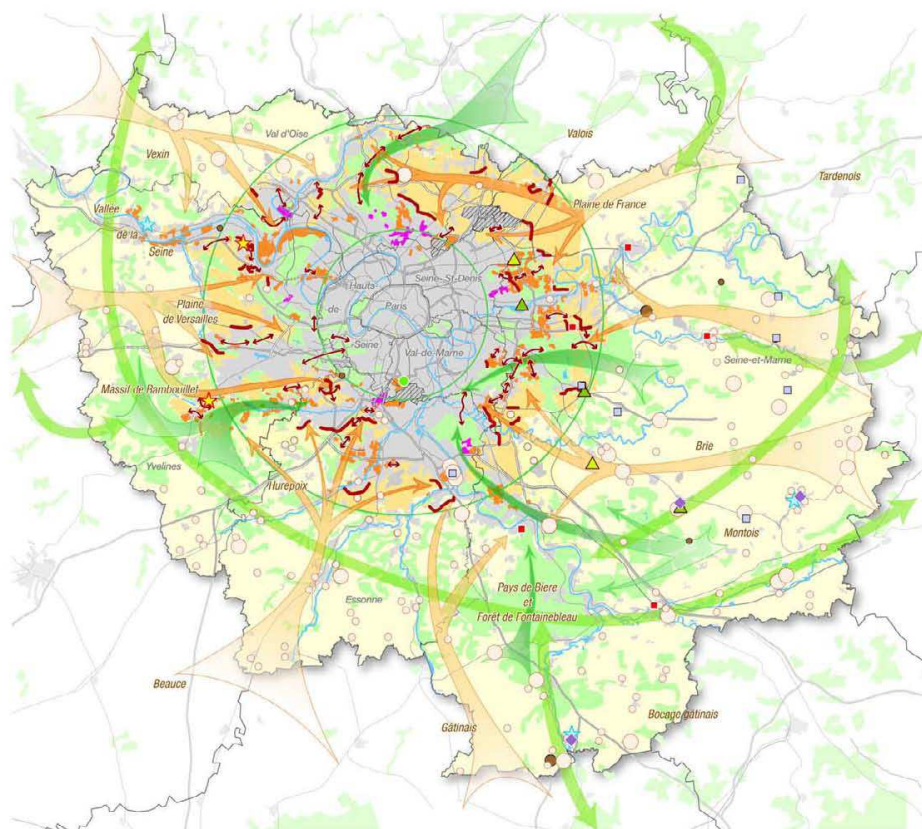 Val d'Oise
Valois
Vexin
Tardenois
Plaine de France
Vallée
de la
Seine
Seine-St-Denis
Hauts
de
Seine
Paris
Plaine
de Versailles
Val-de-Marne
Seine-et-Marne
Massif de Rambouillet
Brie
Yvelines
Hurepoix
Montois
Essonne
Pays de Biere
et
Forêt de Fontainebleau
Beauce
Gâtinais
Bocage gâtinais